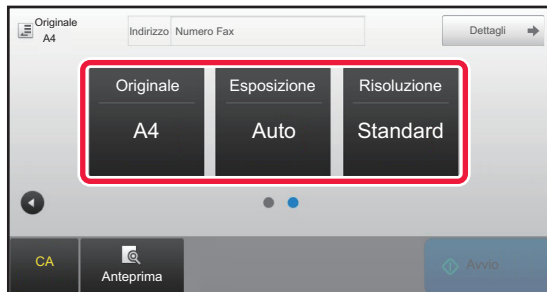 Originale
A4
Indirizzo Numero Fax
Dettagli
Originale
A4
Esposizione
Auto
Risoluzione
Standard
CA
Anteprima
Avvio